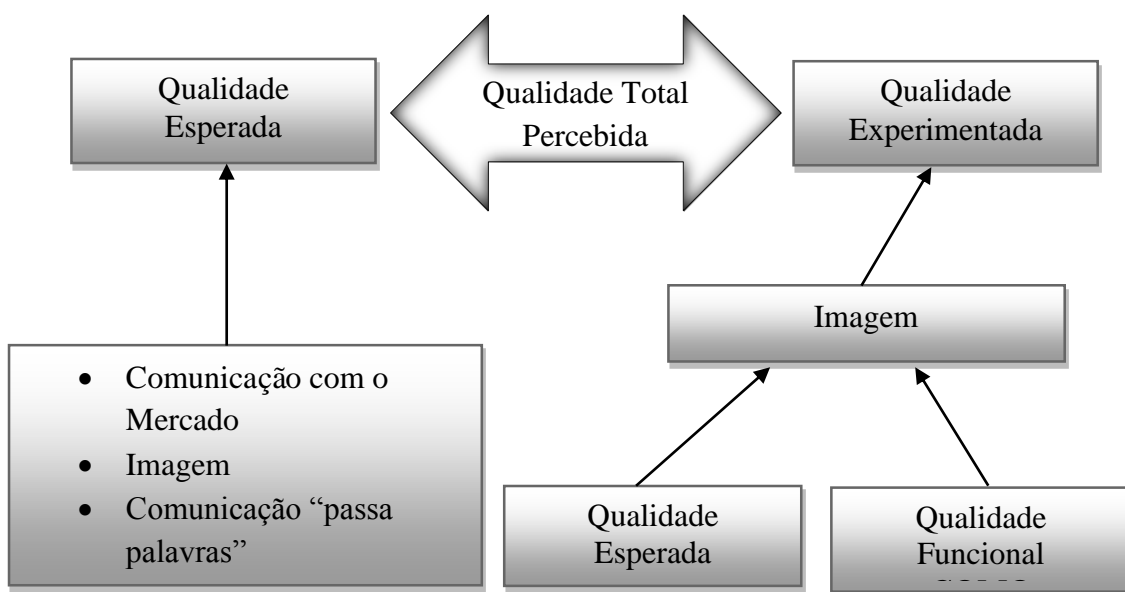 Qualidade
Esperada
Qualidade Total
Percebida
Qualidade
Experimentada
Imagem
• Comunicação com o
Mercado
• Imagem
• Comunicação “passa
palavras”
Qualidade
Esperada
Qualidade
Funcional